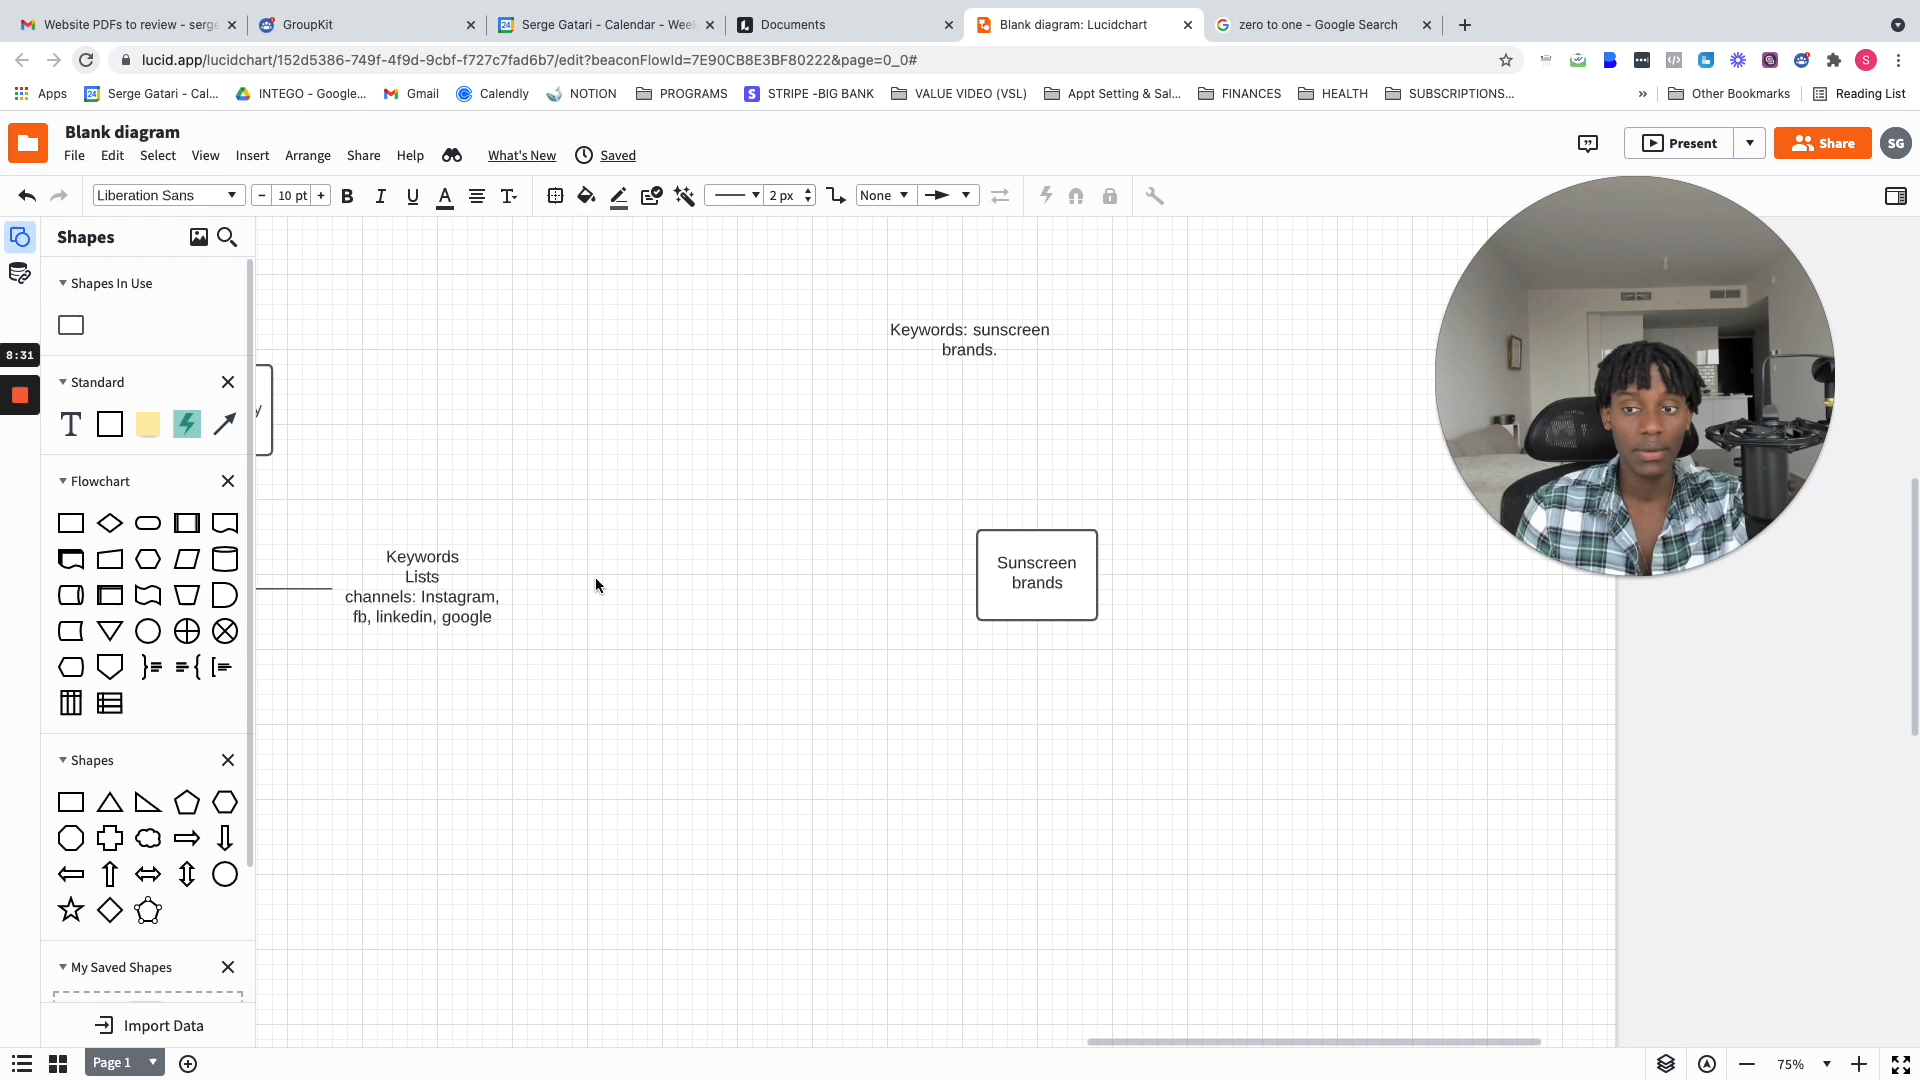 Website PDFs to review - serge
GroupKit
Serge Gatari - Calendar - Week
Documents
Blank diagram: Lucidchart
zero to one - Google Search
lucid.app/lucidchart/152d5386-749f-4f9d-9cbf-f727c7fad6b7/edit?beaconFlowId=7E90CB8E3BF80222&page=0_0#
S
Apps
Serge Gatari - Cal...
INTEGO - Google...
Gmail
Calendly
NOTION
PROGRAMS
STRIPE -BIG BANK
VALUE VIDEO (VSL)
Appt Setting & Sal...
FINANCES
HEALTH
SUBSCRIPTIONS...
»
Other Bookmarks
Reading List
Blank diagram
File Edit Select View Insert Arrange Share Help What's New Saved
Present
Share
SG
Liberation Sans
− 10 pt +
B I U A
2 px
None
Shapes
Shapes In Use
8:31
Standard
T
Flowchart
Shapes
My Saved Shapes
Import Data
y
Keywords: sunscreen
brands.
Keywords
Lists
channels: Instagram,
fb, linkedin, google
Sunscreen
brands
Page 1
75%